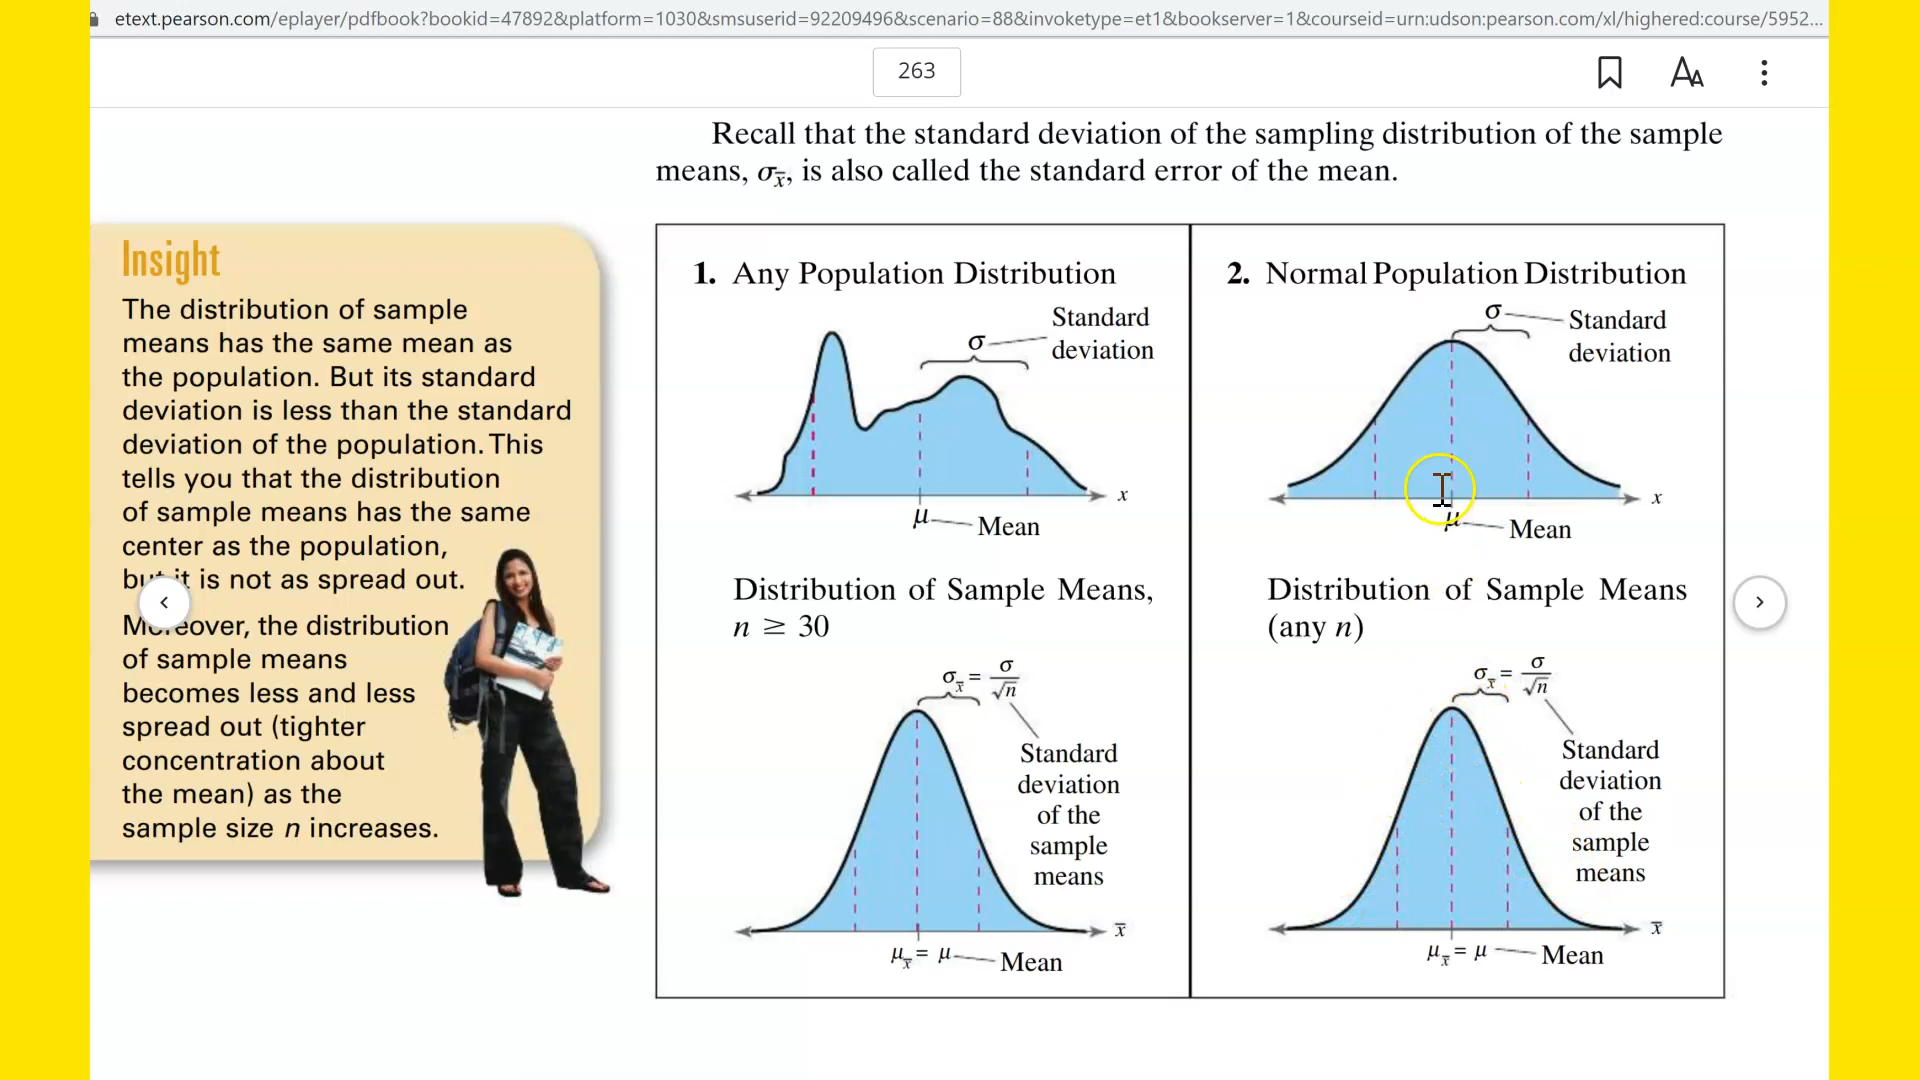 etext.pearson.com/eplayer/pdfbook?bookid=47892&platform=1030&smsuserid=92209496&scenario=88&invoketype=et1&bookserver=1&courseid=urn:udson:pearson.com/xl/highered:course/5952...
263
AA
Recall that the standard deviation of the sampling distribution of the sample
means, σx̄, is also called the standard error of the mean.
Insight
The distribution of sample
means has the same mean as
the population. But its standard
deviation is less than the standard
deviation of the population. This
tells you that the distribution
of sample means has the same
center as the population,
but it is not as spread out.
Moreover, the distribution
of sample means
becomes less and less
spread out (tighter
concentration about
the mean) as the
sample size n increases.
1. Any Population Distribution
σ
Standard
deviation
x
μ
Mean
Distribution of Sample Means,
n ≥ 30
σx̄ = σ/√n
Standard
deviation
of the
sample
means
x̄
μx̄ = μ
Mean
2. Normal Population Distribution
σ
Standard
deviation
x
μ
Mean
Distribution of Sample Means
(any n)
σx̄ = σ/√n
Standard
deviation
of the
sample
means
x̄
μx̄ = μ
Mean